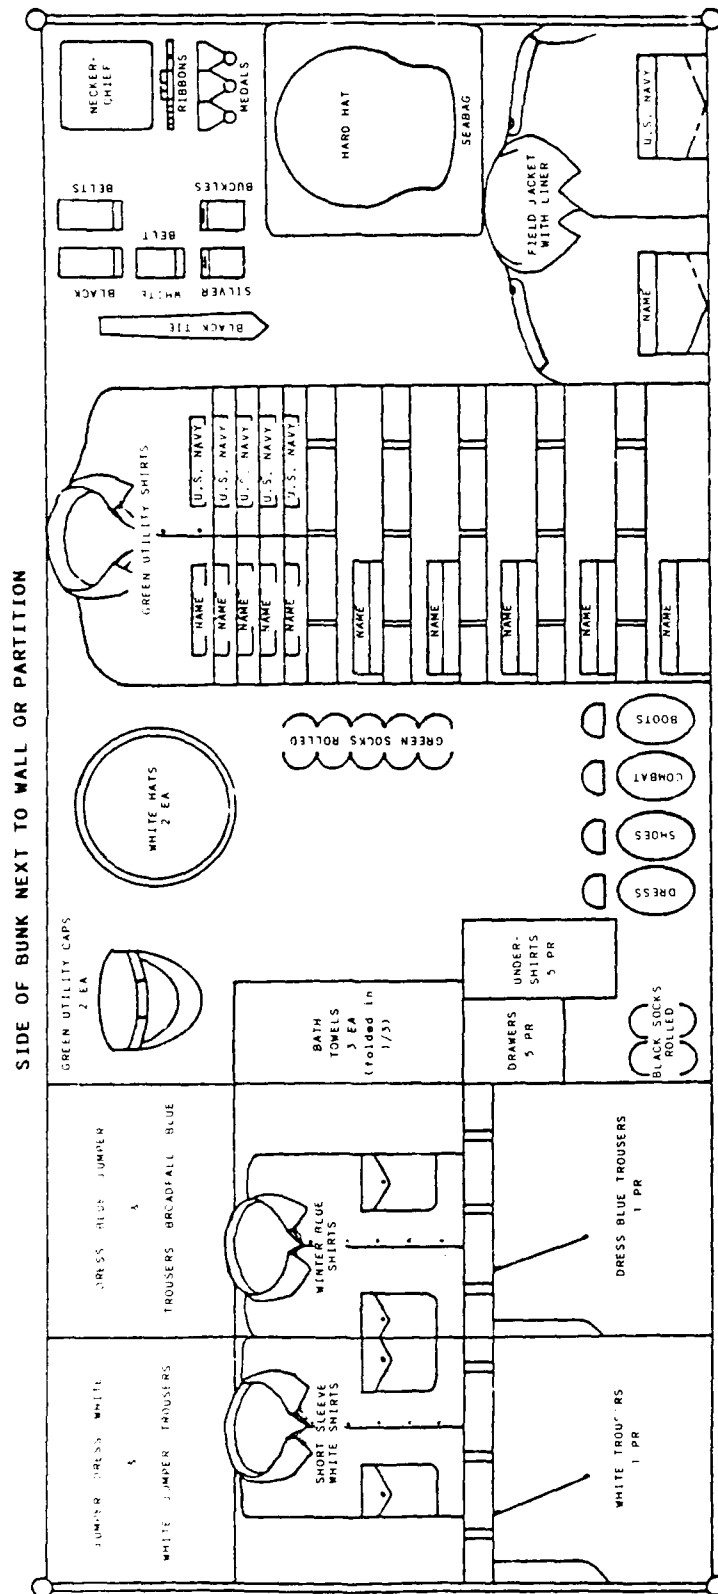 SIDE OF BUNK NEXT TO WALL OR PARTITION
JUMPER DRESS WHITE
&
WHITE JUMPER TROUSERS
DRESS BLUE JUMPER
&
TROUSERS BROADFALL BLUE
SHORT SLEEVE
WHITE SHIRTS
WINTER BLUE
SHIRTS
WHITE TROUSERS
1 PR
DRESS BLUE TROUSERS
1 PR
GREEN UTILITY CAPS
2 EA
BATH
TOWELS
3 EA
(folded in
1/3)
DRAWERS
5 PR
UNDER-
SHIRTS
5 PR
BLACK SOCKS
ROLLED
WHITE HATS
2 EA
GREEN SOCKS ROLLED
DRESS
SHOES
COMBAT
BOOTS
GREEN UTILITY SHIRTS
NAME
U.S. NAVY
NAME
U.S. NAVY
NAME
U.S. NAVY
NAME
U.S. NAVY
NAME
U.S. NAVY
NAME
NAME
NAME
NAME
NAME
BLACK TIE
BLACK
BELTS
WHITE
BELT
SILVER
BUCKLES
NECKER-
CHIEF
RIBBONS
MEDALS
HARD HAT
SEABAG
FIELD JACKET
WITH LINER
NAME
U.S. NAVY